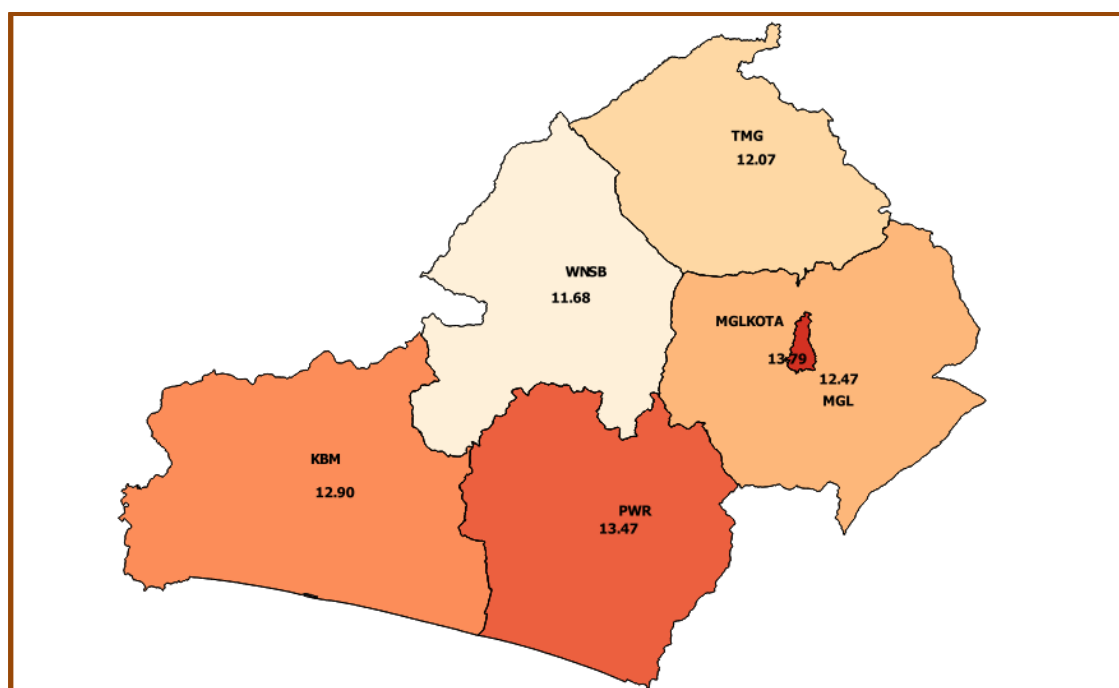 TMG
12.07
WNSB
11.68
MGLKOTA
13.79
12.47
MGL
KBM
12.90
PWR
13.47